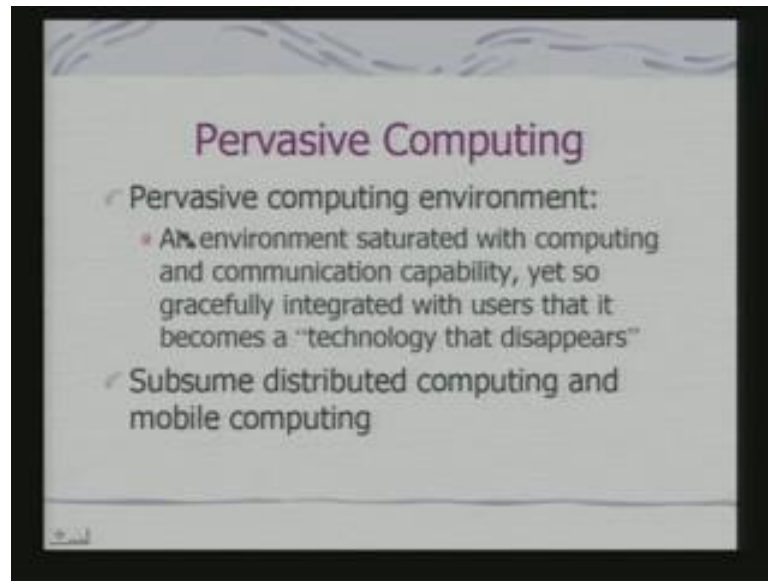 Pervasive Computing
Pervasive computing environment:
An environment saturated with computing
and communication capability, yet so
gracefully integrated with users that it
becomes a “technology that disappears”
Subsume distributed computing and
mobile computing